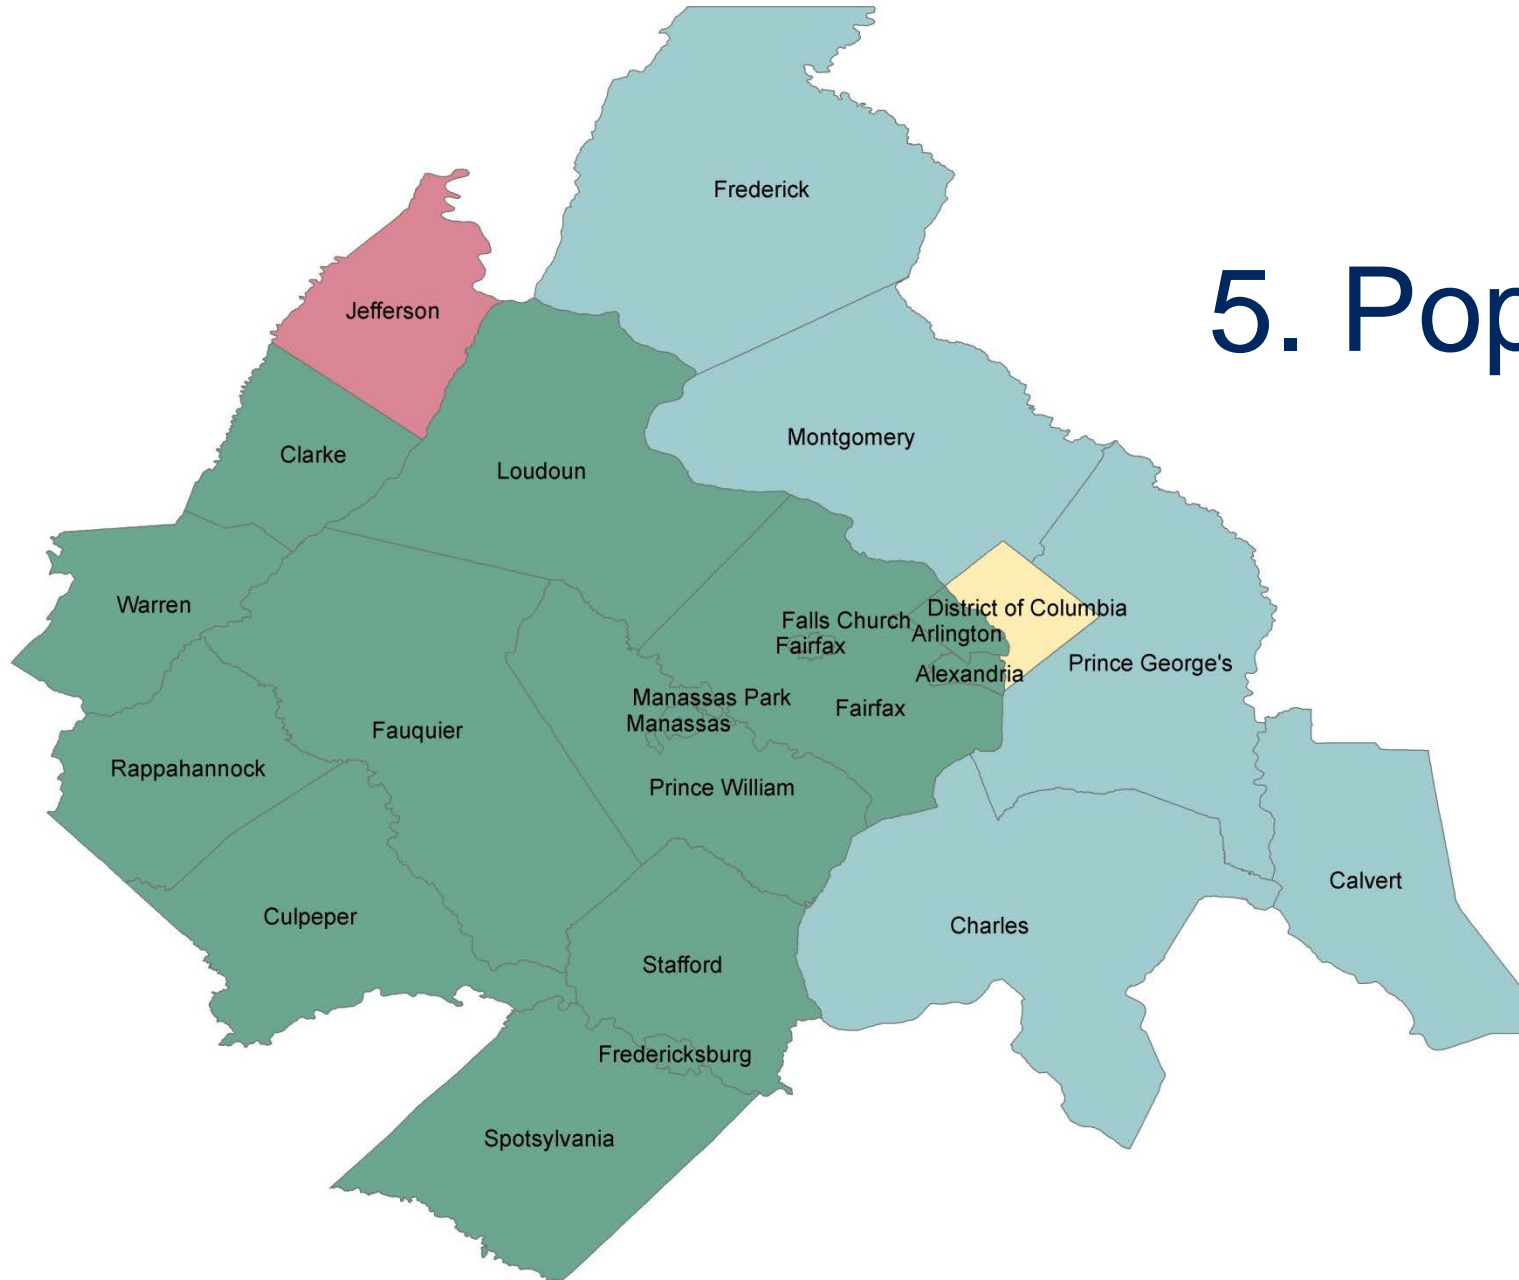 Frederick
5. Pop
Jefferson
Montgomery
Clarke
Loudoun
Warren
District of Columbia
Falls Church
Arlington
Fairfax
Prince George's
Alexandria
Manassas Park
Fairfax
Manassas
Fauquier
Rappahannock
Prince William
Calvert
Culpeper
Charles
Stafford
Fredericksburg
Spotsylvania